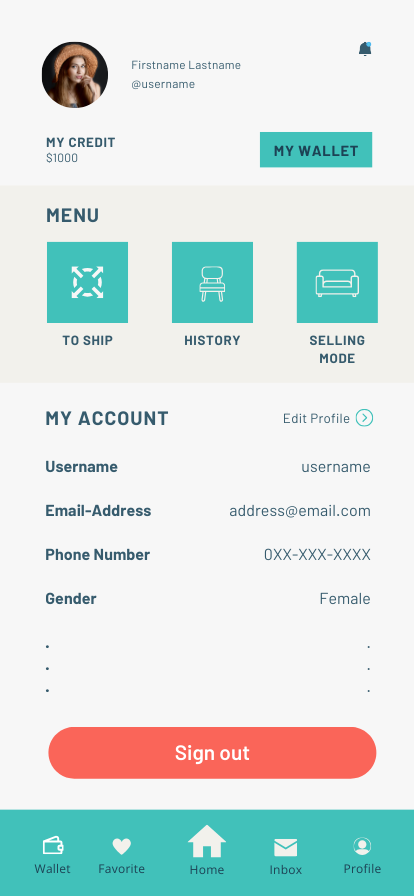 Firstname Lastname
@username
MY CREDIT
$1000
MY WALLET
MENU
TO SHIP
HISTORY
SELLING
MODE
MY ACCOUNT
Edit Profile
Username username
Email-Address address@email.com
Phone Number 0XX-XXX-XXXX
Gender Female
. .
. .
. .
Sign out
Wallet Favorite Home Inbox Profile